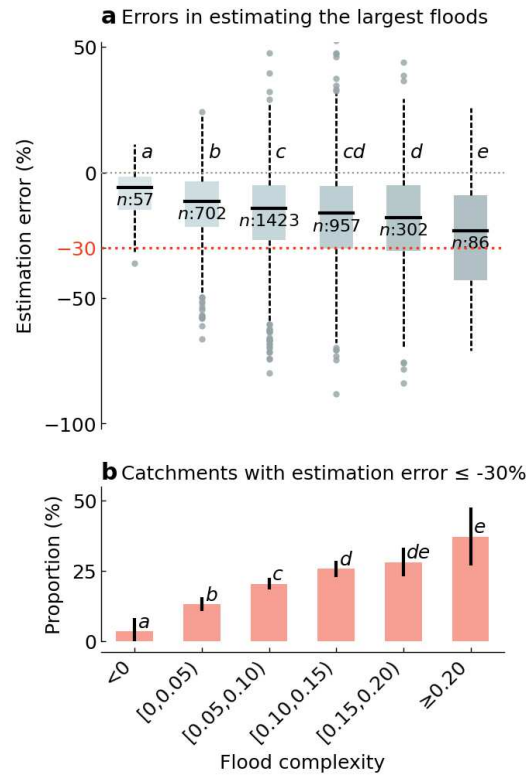 a Errors in estimating the largest floods
50
a b c cd d e
0
n:57 n:702 n:1423 n:957 n:302 n:86
−30
−50
−100
Estimation error (%)
b Catchments with estimation error ≤ -30%
50
25
0
Proportion (%)
a b c d de e
<0 [0,0.05) [0.05,0.10) [0.10,0.15) [0.15,0.20) ≥0.20
Flood complexity